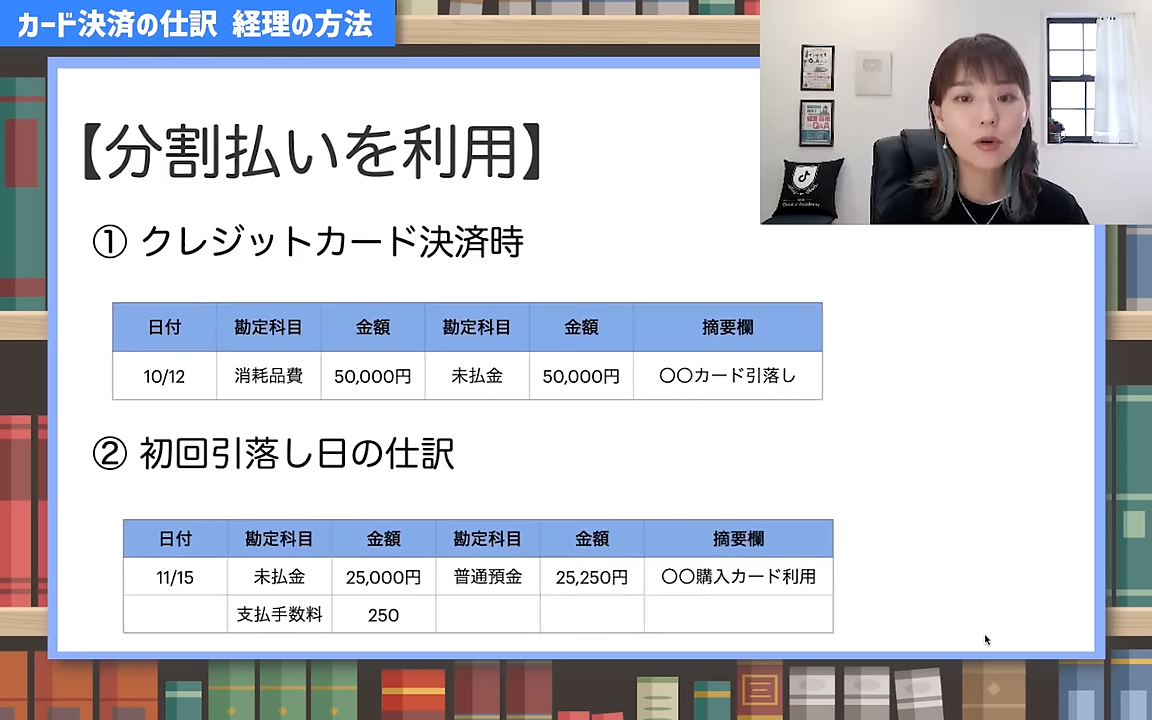 カード決済の仕訳 経理の方法
【分割払いを利用】
① クレジットカード決済時
日付 勘定科目 金額 勘定科目 金額 摘要欄
10/12 消耗品費 50,000円 未払金 50,000円 〇〇カード引落し
② 初回引落し日の仕訳
日付 勘定科目 金額 勘定科目 金額 摘要欄
11/15 未払金 25,000円 普通預金 25,250円 〇〇購入カード利用
支払手数料 250